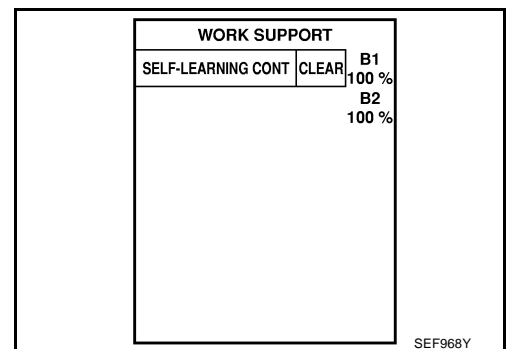 WORK SUPPORT
SELF-LEARNING CONT CLEAR B1
100 %
B2
100 %
SEF968Y